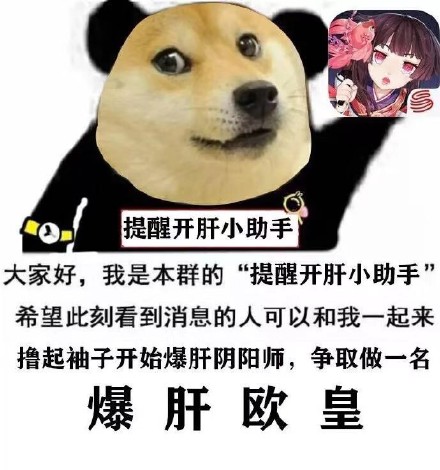 提醒开肝小助手
大家好，我是本群的“提醒开肝小助手”
希望此刻看到消息的人可以和我一起来
撸起袖子开始爆肝阴阳师，争取做一名
爆肝欧皇